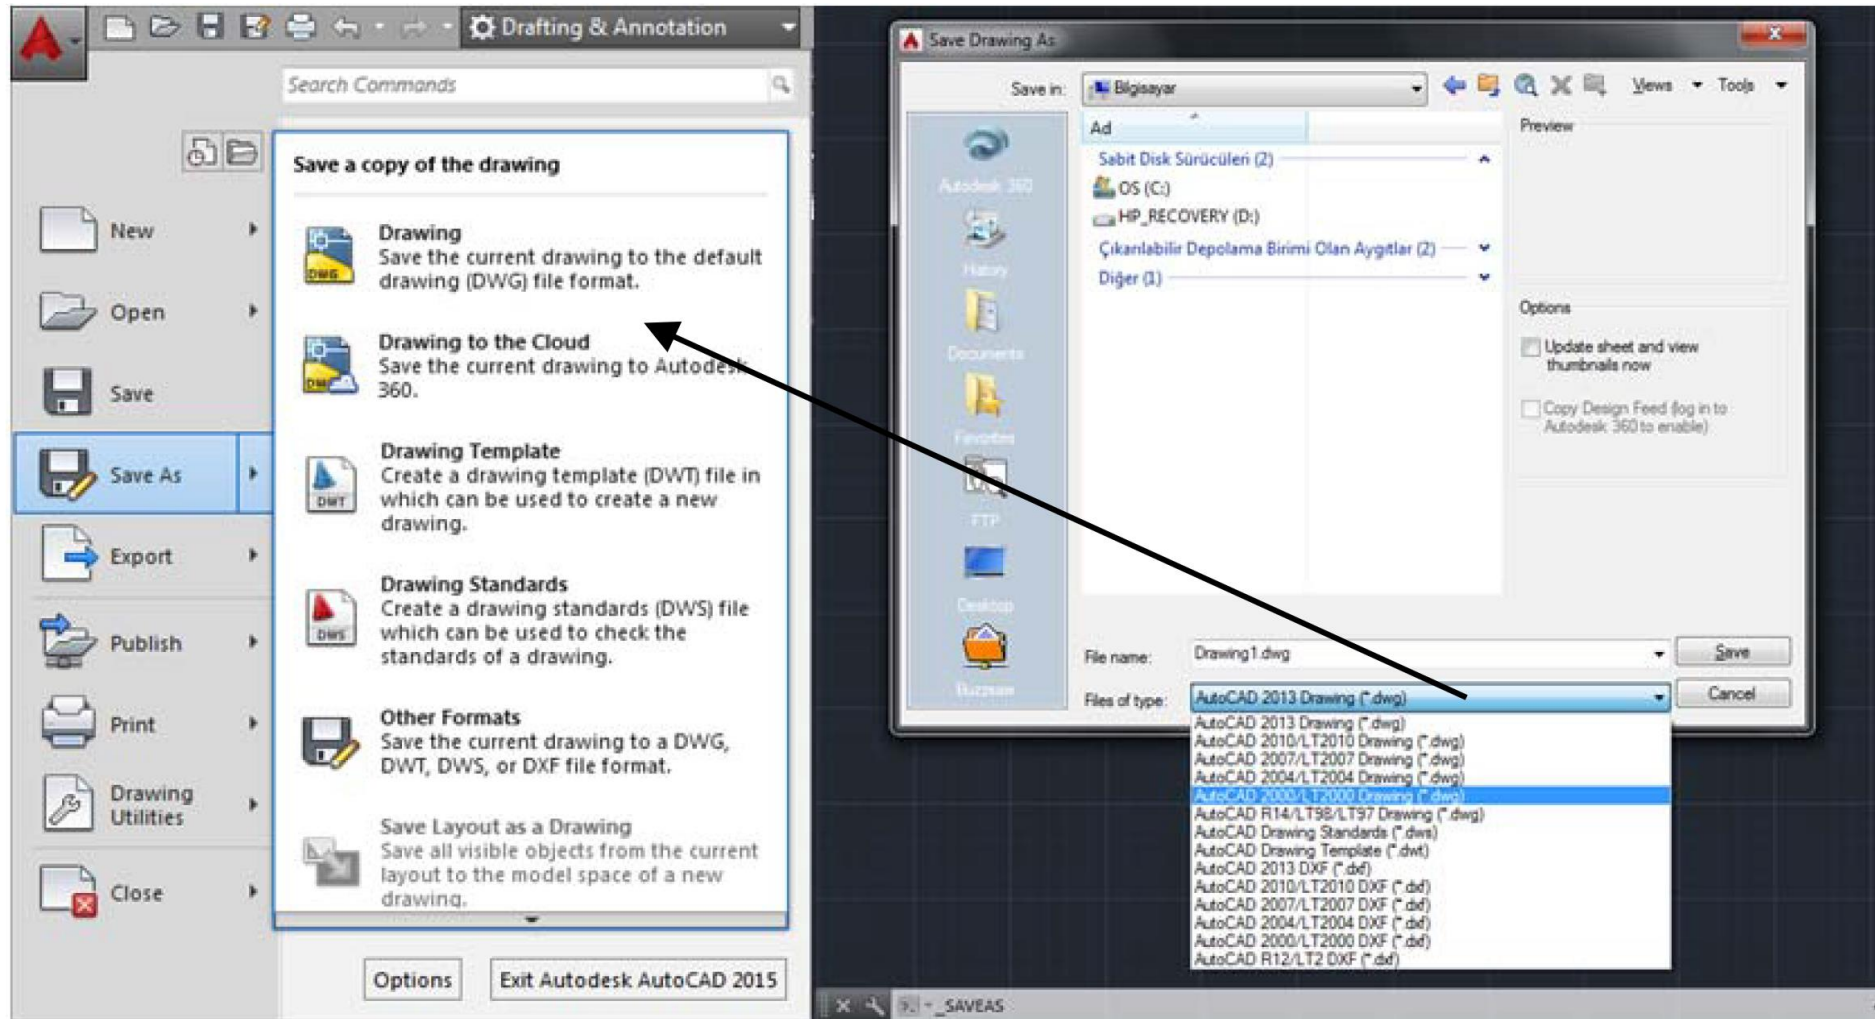 Drafting & Annotation
Search Commands
New
Open
Save
Save As
Export
Publish
Print
Drawing
Utilities
Close
Save a copy of the drawing
Drawing
Save the current drawing to the default
drawing (DWG) file format.
DWG
Drawing to the Cloud
Save the current drawing to Autodesk
360.
Drawing Template
Create a drawing template (DWT) file in
which can be used to create a new
drawing.
DWT
Drawing Standards
Create a drawing standards (DWS) file
which can be used to check the
standards of a drawing.
DWS
Other Formats
Save the current drawing to a DWG,
DWT, DWS, or DXF file format.
Save Layout as a Drawing
Save all visible objects from the current
layout to the model space of a new
drawing.
Options
Exit Autodesk AutoCAD 2015
Save Drawing As
Save in:
Bilgisayar
Views
Tools
Autodesk 360
History
Documents
Favorites
FTP
Desktop
Buzzsaw
Ad
Sabit Disk Sürücüleri (2)
OS (C:)
HP_RECOVERY (D:)
Çıkarılabilir Depolama Birimi Olan Aygıtlar (2)
Diğer (1)
Preview
Options
Update sheet and view
thumbnails now
Copy Design Feed (log in to
Autodesk 360 to enable)
File name:
Drawing1.dwg
Save
Files of type:
AutoCAD 2013 Drawing (*.dwg)
Cancel
AutoCAD 2013 Drawing (*.dwg)
AutoCAD 2010/LT2010 Drawing (*.dwg)
AutoCAD 2007/LT2007 Drawing (*.dwg)
AutoCAD 2004/LT2004 Drawing (*.dwg)
AutoCAD 2000/LT2000 Drawing (*.dwg)
AutoCAD R14/LT98/LT97 Drawing (*.dwg)
AutoCAD Drawing Standards (*.dws)
AutoCAD Drawing Template (*.dwt)
AutoCAD 2013 DXF (*.dxf)
AutoCAD 2010/LT2010 DXF (*.dxf)
AutoCAD 2007/LT2007 DXF (*.dxf)
AutoCAD 2004/LT2004 DXF (*.dxf)
AutoCAD 2000/LT2000 DXF (*.dxf)
AutoCAD R12/LT2 DXF (*.dxf)
_SAVEAS